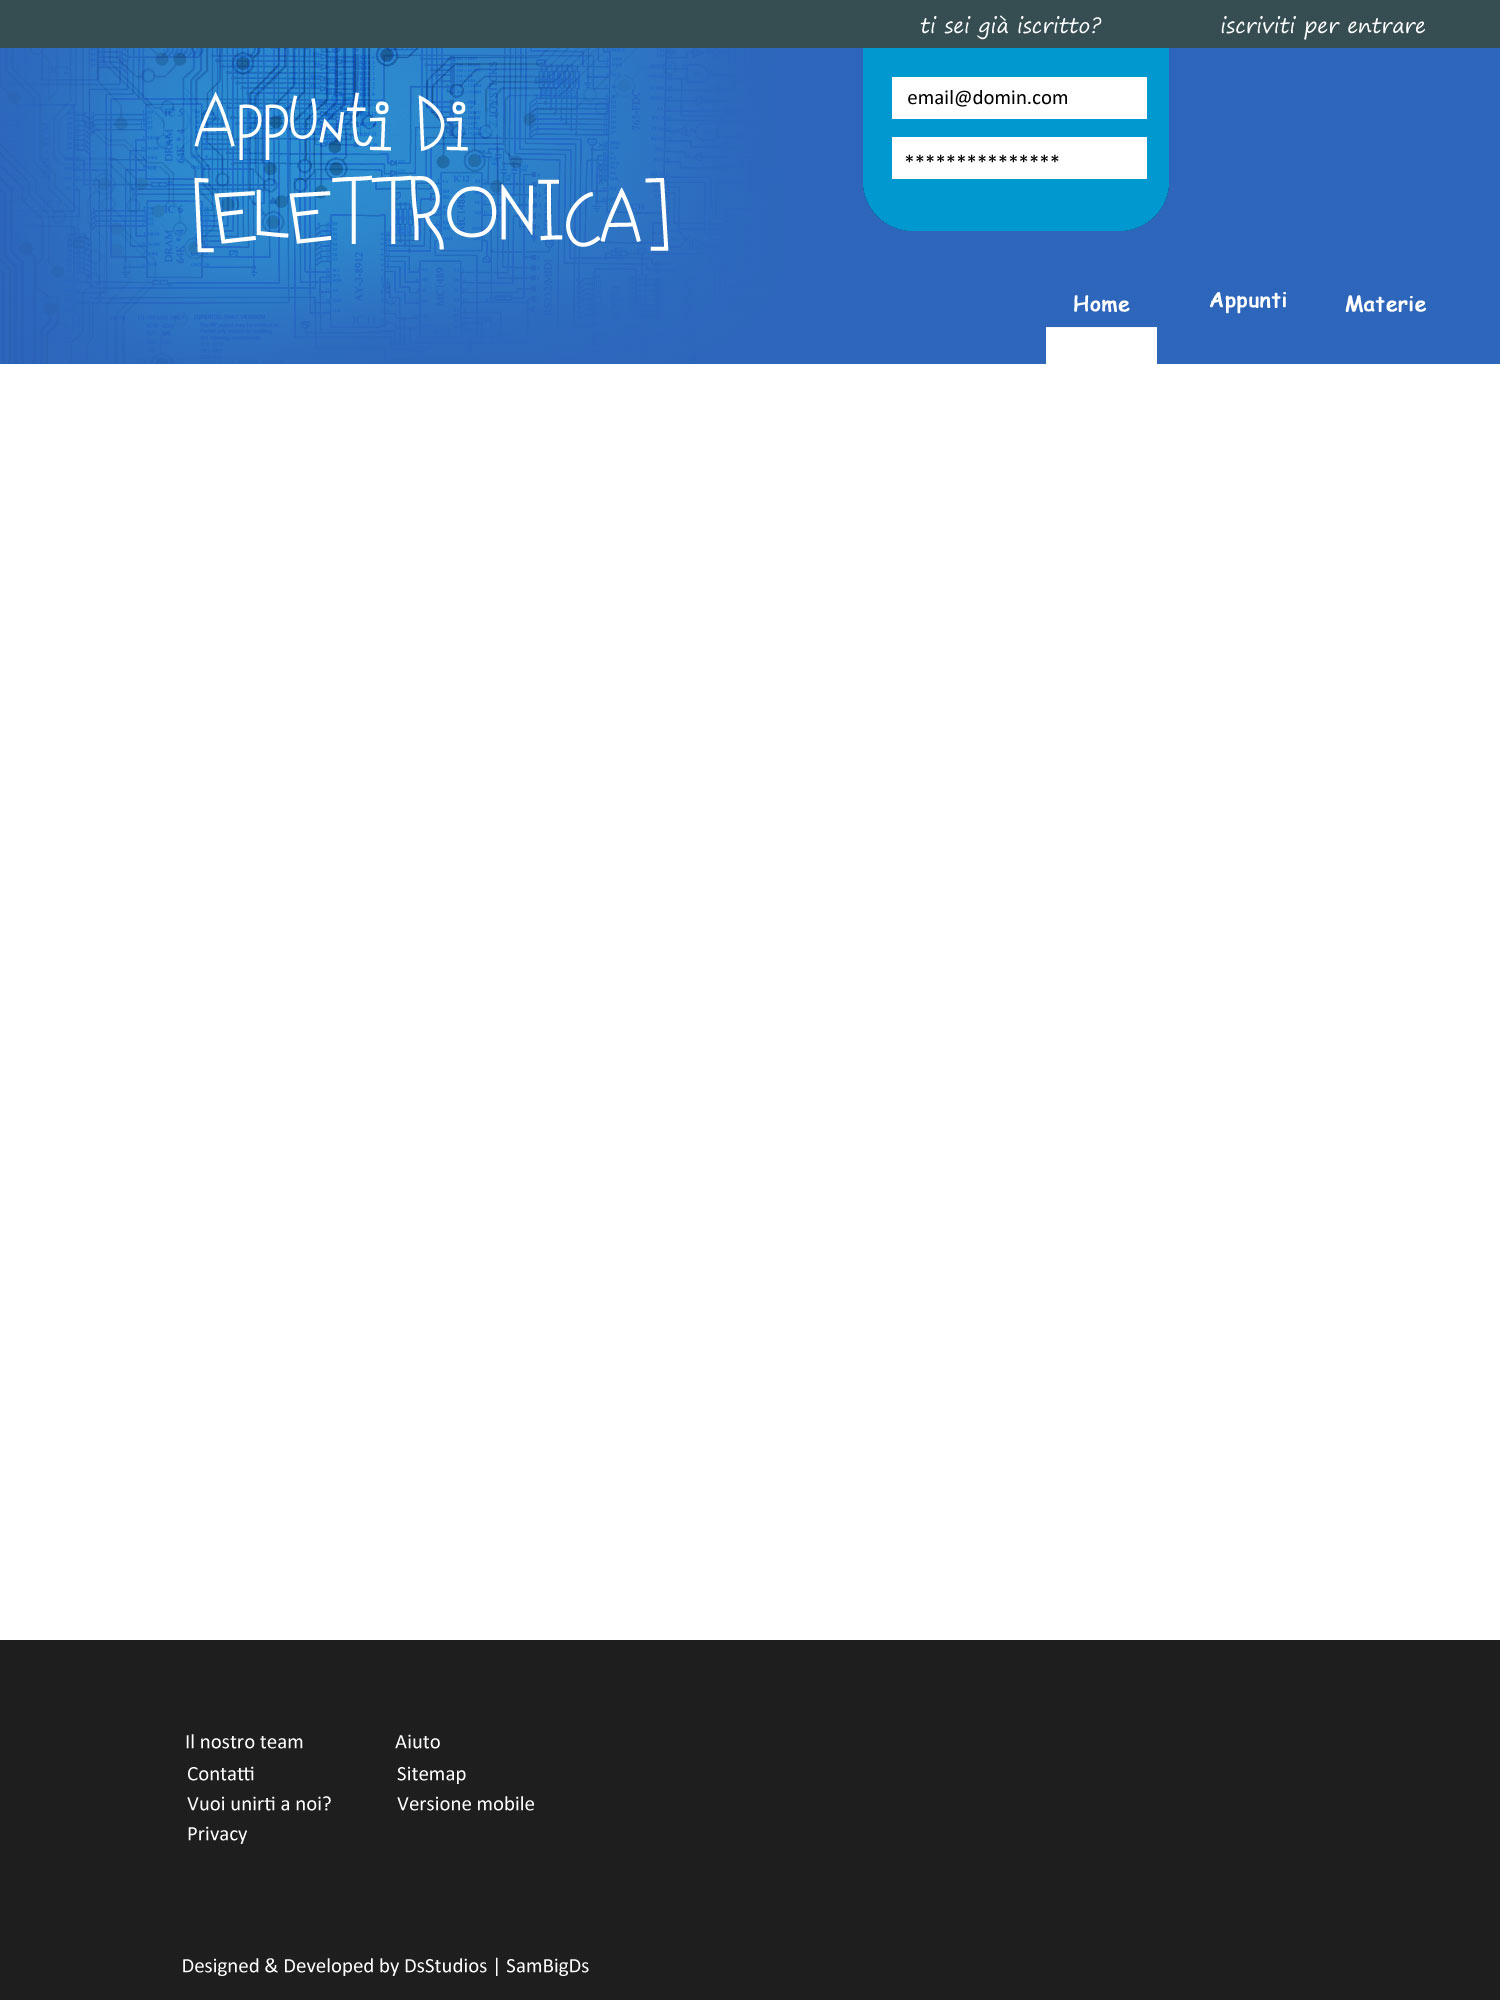 ti sei già iscritto? iscriviti per entrare
Appunti Di
[ELETTRONICA]
email@domin.com
***************
Home Appunti Materie
Il nostro team
Contatti
Vuoi unirti a noi?
Privacy
Aiuto
Sitemap
Versione mobile
Designed & Developed by DsStudios | SamBigDs